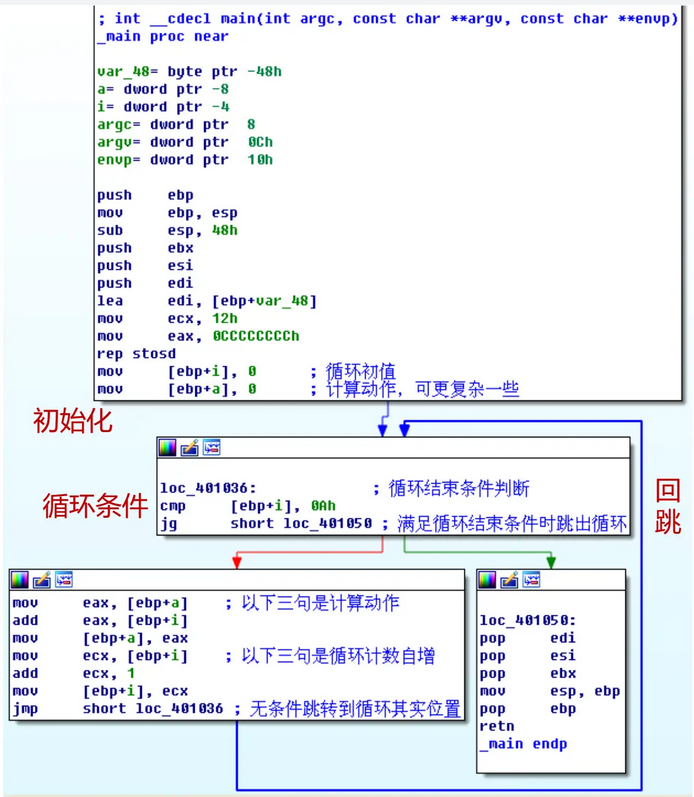 ; int __cdecl main(int argc, const char **argv, const char **envp)
_main proc near
var_48= byte ptr -48h
a= dword ptr -8
i= dword ptr -4
argc= dword ptr  8
argv= dword ptr  0Ch
envp= dword ptr  10h
push    ebp
mov     ebp, esp
sub     esp, 48h
push    ebx
push    esi
push    edi
lea     edi, [ebp+var_48]
mov     ecx, 12h
mov     eax, 0CCCCCCCCh
rep stosd
mov     [ebp+i], 0      ; 循环初值
mov     [ebp+a], 0      ; 计算动作，可更复杂一些
初始化
循环条件
loc_401036:             ; 循环结束条件判断
cmp     [ebp+i], 0Ah
jg      short loc_401050 ; 满足循环结束条件时跳出循环
回
跳
mov     eax, [ebp+a]    ; 以下三句是计算动作
add     eax, [ebp+i]
mov     [ebp+a], eax
mov     ecx, [ebp+i]    ; 以下三句是循环计数自增
add     ecx, 1
mov     [ebp+i], ecx
jmp     short loc_401036 ; 无条件跳转到循环其实位置
loc_401050:
pop     edi
pop     esi
pop     ebx
mov     esp, ebp
pop     ebp
retn
_main endp